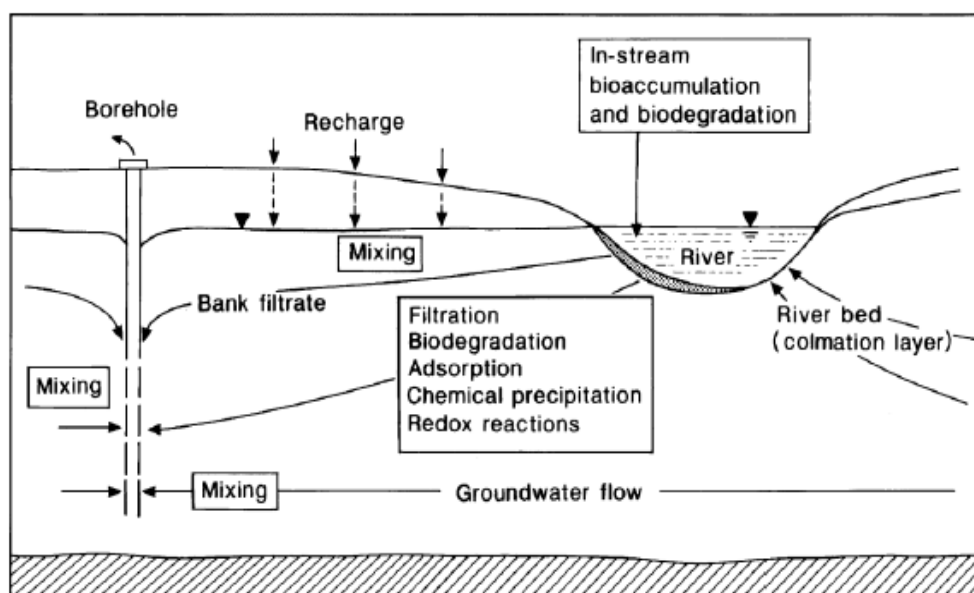 In-stream
bioaccumulation
and biodegradation
Borehole
Recharge
Mixing
River
Bank filtrate
Filtration
Biodegradation
Adsorption
Chemical precipitation
Redox reactions
River bed
(colmation layer)
Mixing
Mixing
Groundwater flow